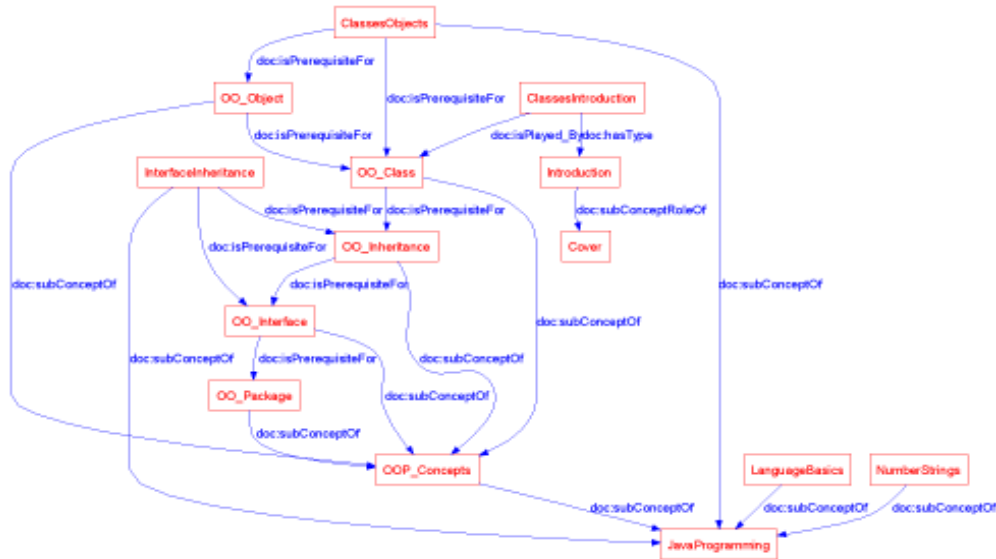 ClassesObjects
doc:isPrerequisiteFor
OO_Object
doc:isPrerequisiteFor
ClassesIntroduction
doc:isPrerequisiteFor
doc:isPlayed_By
doc:hasType
InterfaceInheritance
OO_Class
Introduction
doc:isPrerequisiteFor
doc:isPrerequisiteFor
doc:subConceptRoleOf
doc:isPrerequisiteFor
OO_Inheritance
Cover
doc:subConceptOf
doc:isPrerequisiteFor
doc:subConceptOf
OO_Interface
doc:subConceptOf
doc:subConceptOf
doc:isPrerequisiteFor
doc:subConceptOf
OO_Package
doc:subConceptOf
doc:subConceptOf
OOP_Concepts
LanguageBasics
NumberStrings
doc:subConceptOf
doc:subConceptOf
doc:subConceptOf
JavaProgramming